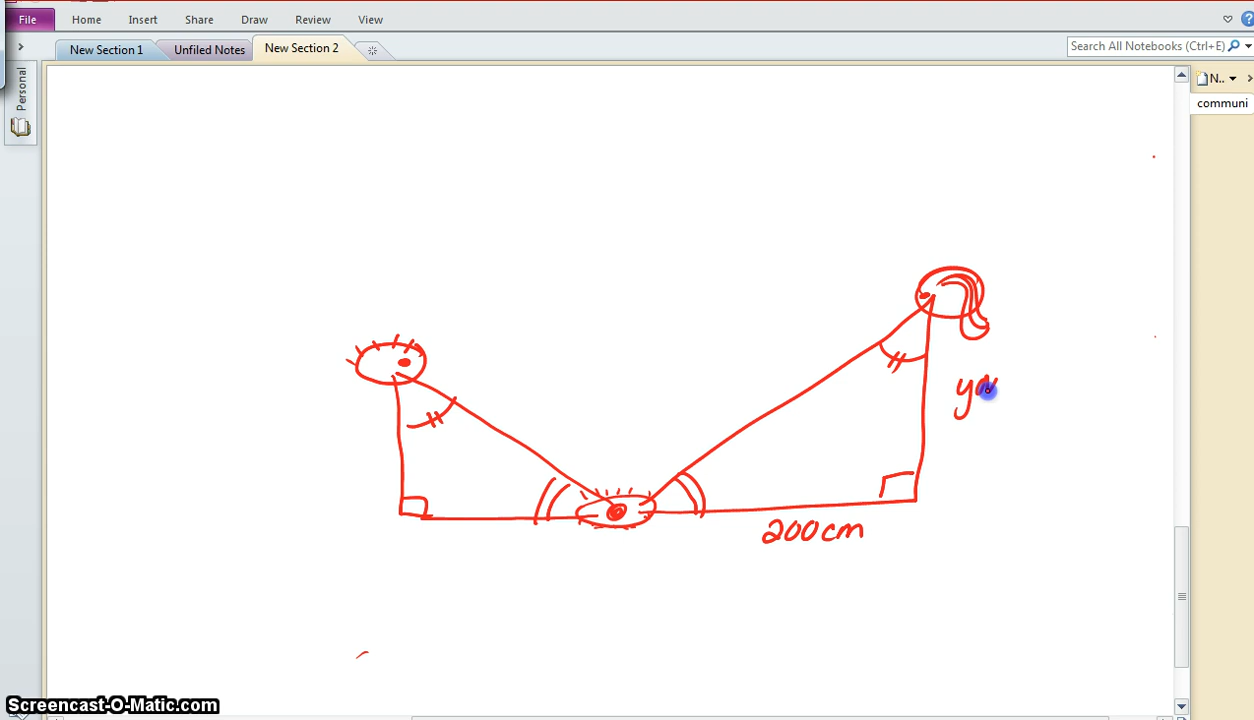 File Home Insert Share Draw Review View
New Section 1 Unfiled Notes New Section 2
Search All Notebooks (Ctrl+E)
N..
Personal
communi
200cm
Screencast-O-Matic.com